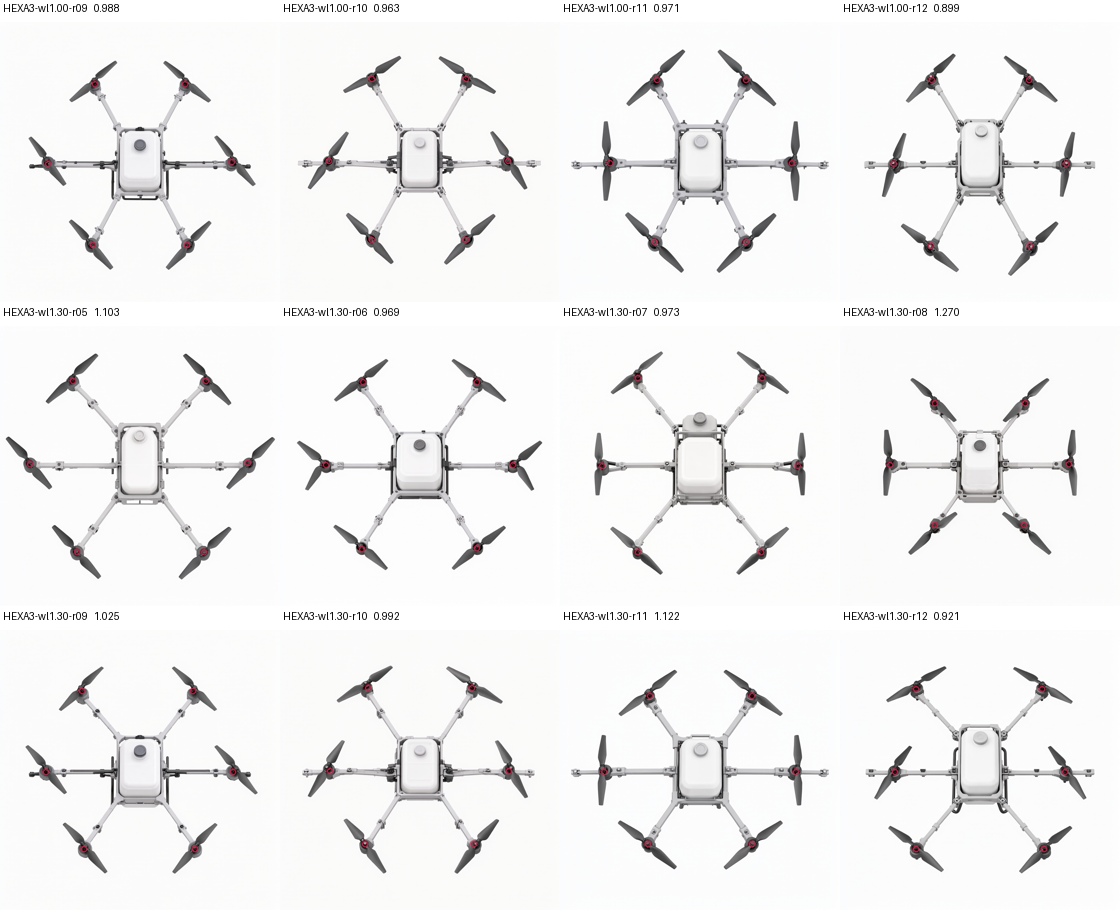 HEXA3-wl1.00-r09 0.988
HEXA3-wl1.00-r10 0.963
HEXA3-wl1.00-r11 0.971
HEXA3-wl1.00-r12 0.899
HEXA3-wl1.30-r05 1.103
HEXA3-wl1.30-r06 0.969
HEXA3-wl1.30-r07 0.973
HEXA3-wl1.30-r08 1.270
HEXA3-wl1.30-r09 1.025
HEXA3-wl1.30-r10 0.992
HEXA3-wl1.30-r11 1.122
HEXA3-wl1.30-r12 0.921